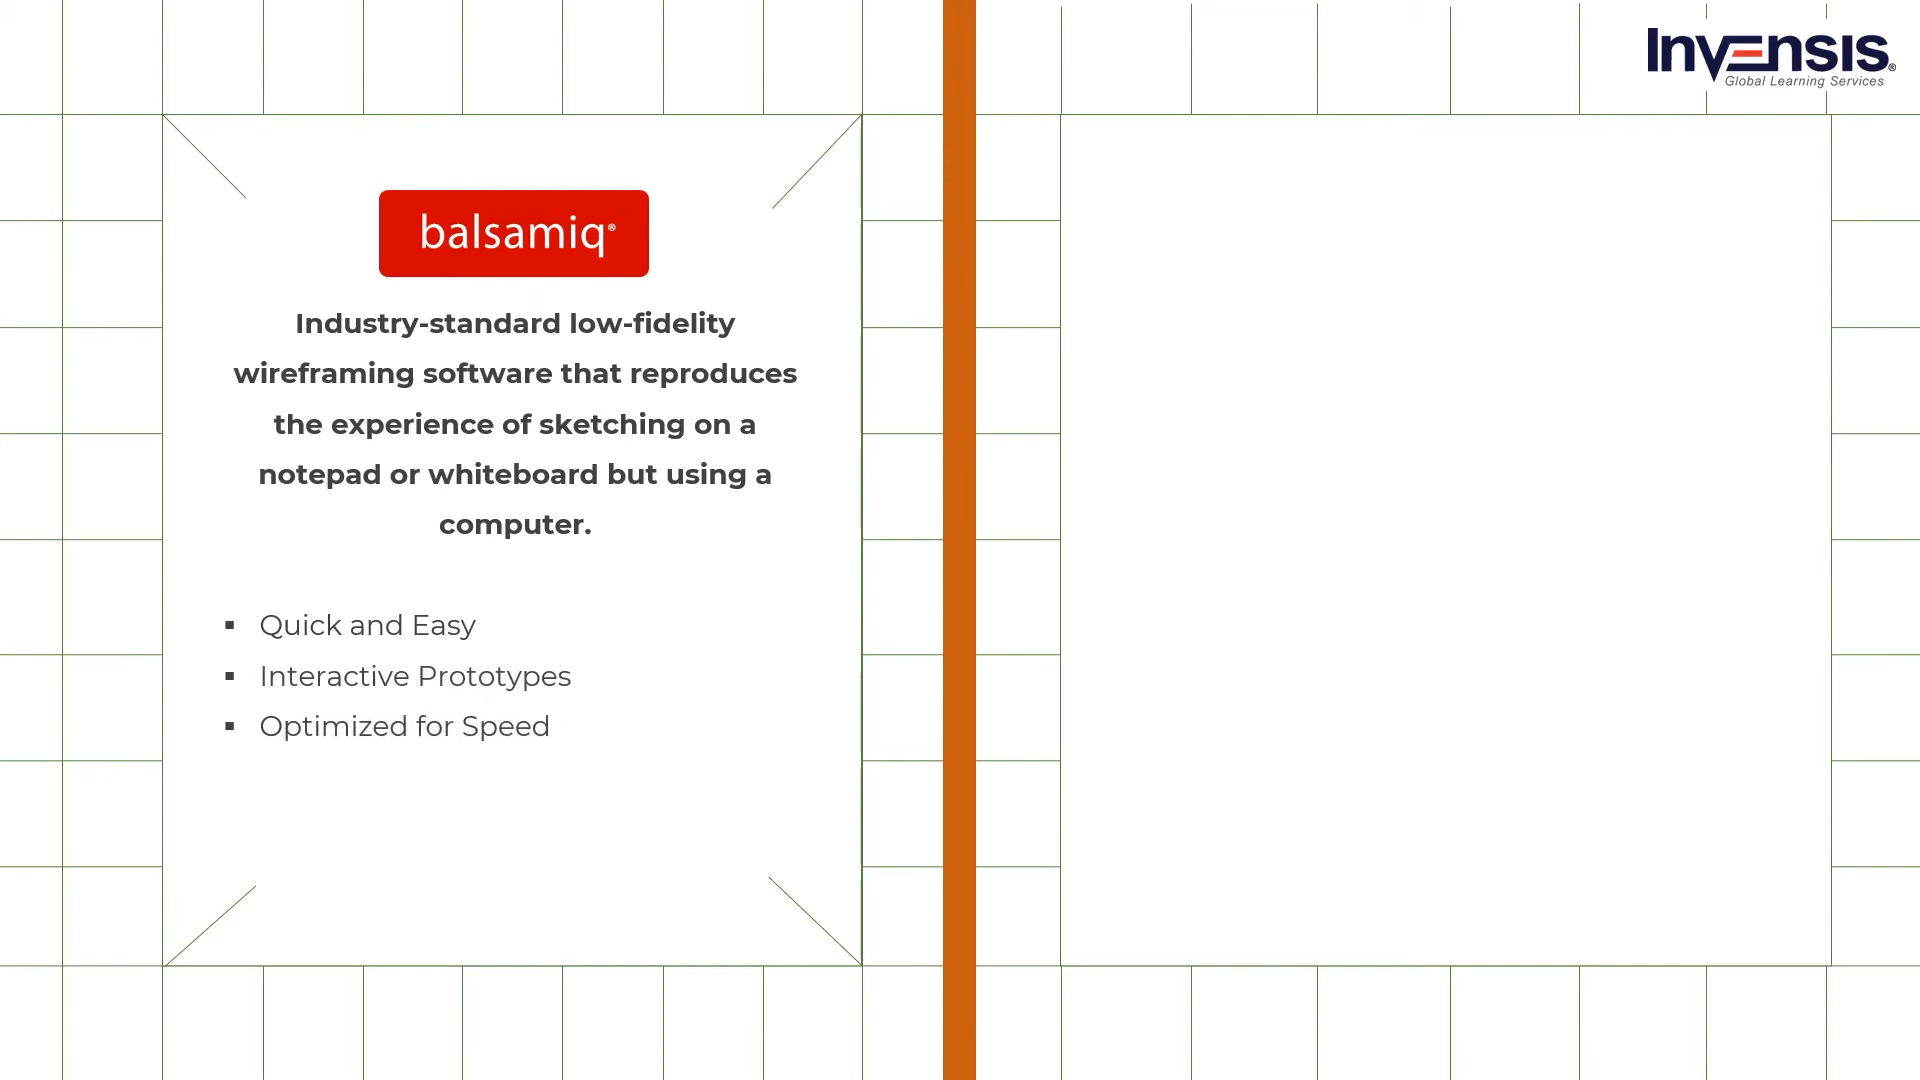 Invensis®
Global Learning Services
balsamiq®
Industry-standard low-fidelity
wireframing software that reproduces
the experience of sketching on a
notepad or whiteboard but using a
computer.
▪ Quick and Easy
▪ Interactive Prototypes
▪ Optimized for Speed